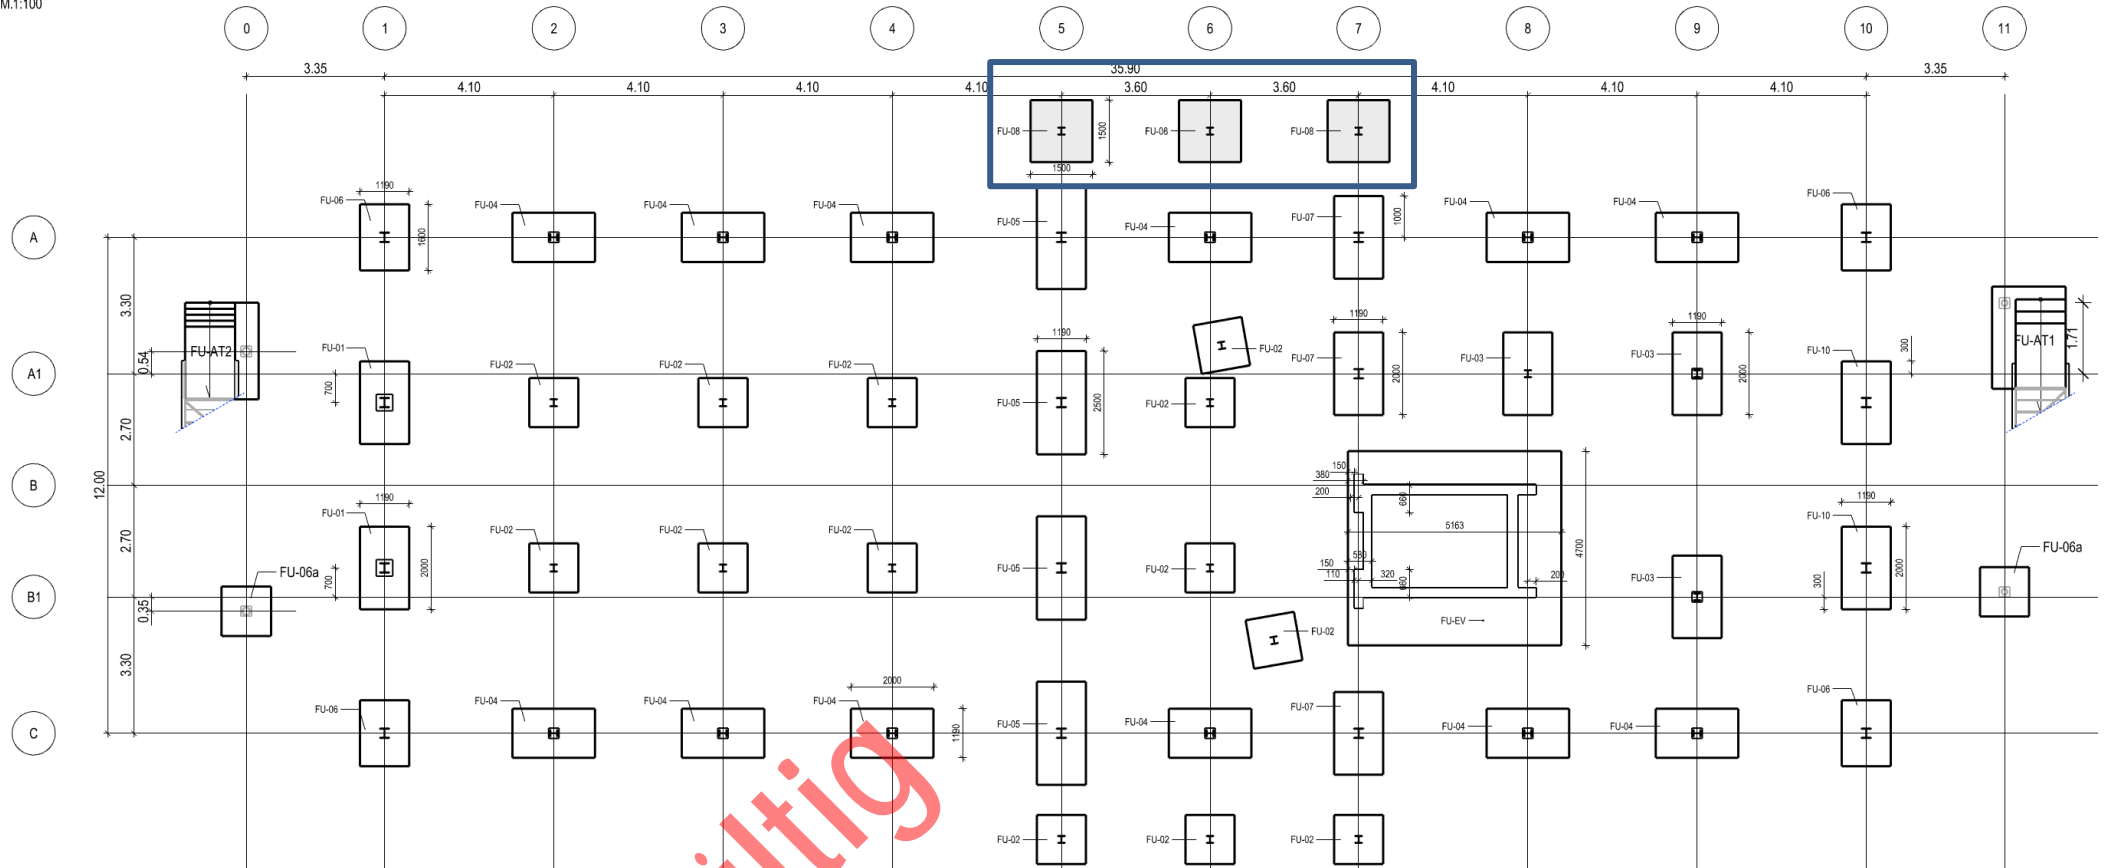 M.1:100
0 1 2 3 4 5 6 7 8 9 10 11
3.35 35.90 3.35
4.10 4.10 4.10 4.10 3.60 3.60 4.10 4.10 4.10
FU-08 1500 FU-08 FU-08
1500
FU-06 1190 FU-04 FU-04 FU-04 FU-05 FU-04 FU-07 1000 FU-04 FU-04 FU-06
A 1600
3.30
FU-AT2 0.54 FU-AT1 1.71
1190 FU-02 1190 1190 300
FU-01 FU-02 FU-02 FU-02 FU-07 2000 FU-03 FU-03 2000 FU-10
A1 700 FU-05 2500 FU-02
2.70
12.00
B 150
380
200 660
5163 4700
1190 1190
FU-01 FU-02 FU-02 FU-02 FU-10
2.70
700 2000 FU-05 FU-02 150 320 200 FU-03 300 2000 FU-06a
FU-06a 110 660
B1 0.35
FU-EV
FU-02
3.30
2000
FU-06 FU-04 FU-04 FU-04 1190 FU-05 FU-04 FU-07 FU-04 FU-04 FU-06
C
FU-02 FU-02 FU-02